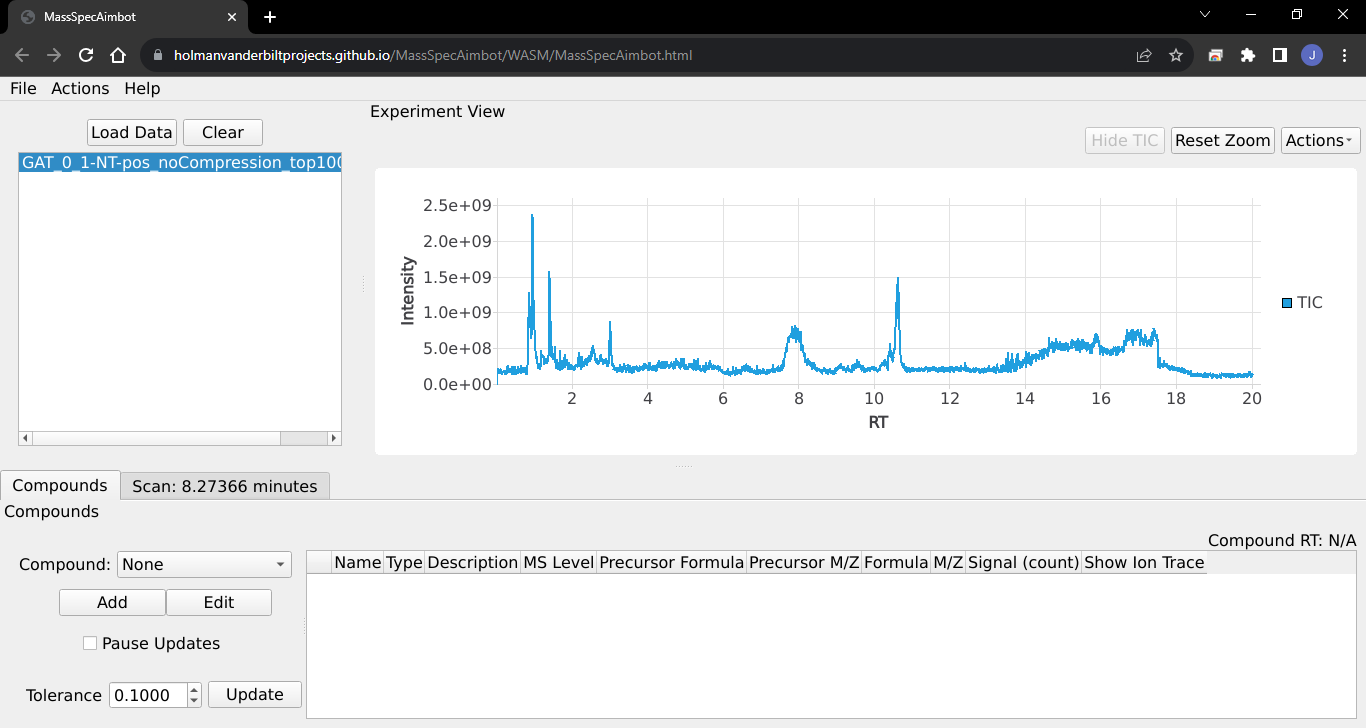 MassSpecAimbot
holmanvanderbiltprojects.github.io/MassSpecAimbot/WASM/MassSpecAimbot.html
J
File Actions Help
Experiment View
Load Data Clear
Hide TIC Reset Zoom Actions
GAT_0_1-NT-pos_noCompression_top100
2.5e+09
2.0e+09
1.5e+09
1.0e+09
5.0e+08
0.0e+00
Intensity
TIC
2 4 6 8 10 12 14 16 18 20
RT
Compounds Scan: 8.27366 minutes
Compounds
Compound RT: N/A
Compound: None
Name Type Description MS Level Precursor Formula Precursor M/Z Formula M/Z Signal (count) Show Ion Trace
Add Edit
Pause Updates
Tolerance 0.1000 Update